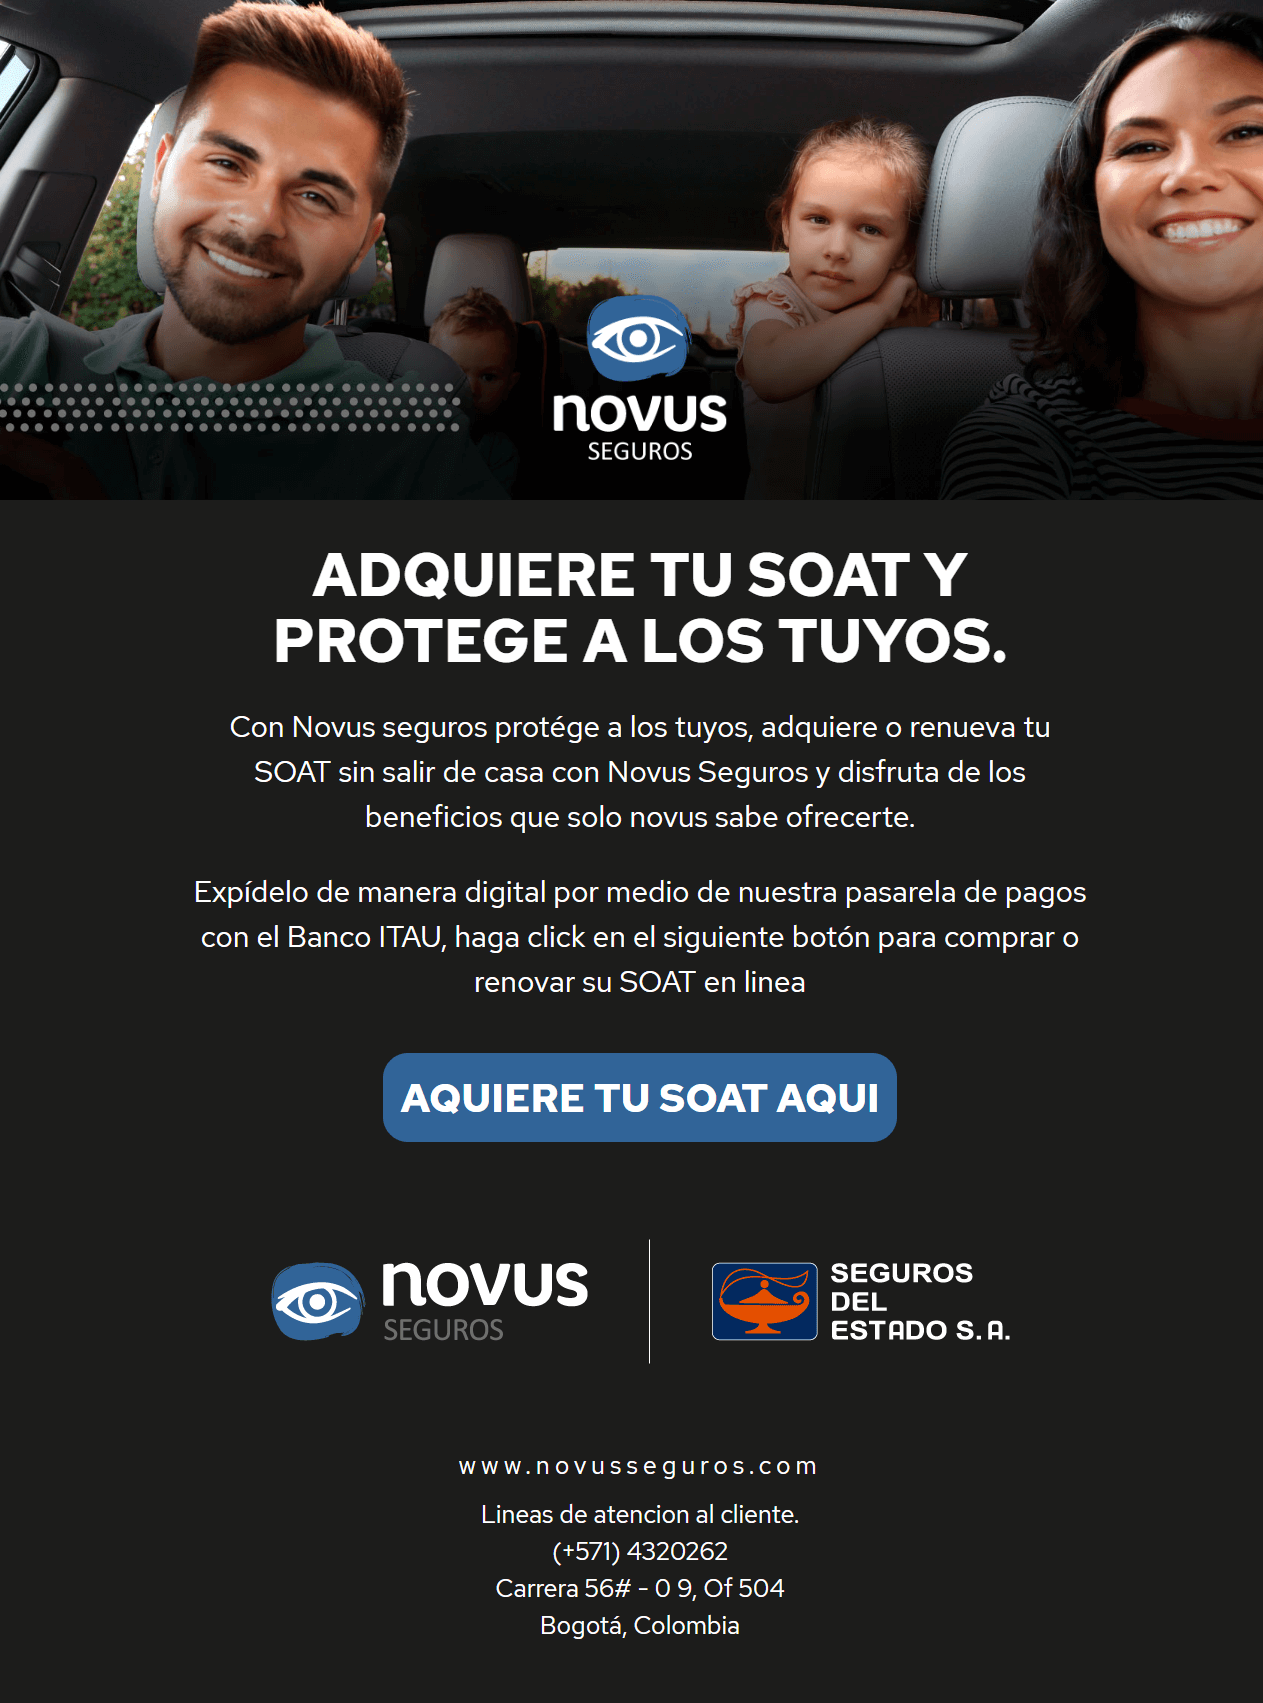 novus
SEGUROS
ADQUIERE TU SOAT Y
PROTEGE A LOS TUYOS.
Con Novus seguros protége a los tuyos, adquiere o renueva tu
SOAT sin salir de casa con Novus Seguros y disfruta de los
beneficios que solo novus sabe ofrecerte.
Expídelo de manera digital por medio de nuestra pasarela de pagos
con el Banco ITAU, haga click en el siguiente botón para comprar o
renovar su SOAT en linea
AQUIERE TU SOAT AQUI
novus
SEGUROS
SEGUROS
DEL
ESTADO S.A.
www.novusseguros.com
Lineas de atencion al cliente.
(+571) 4320262
Carrera 56# - 0 9, Of 504
Bogotá, Colombia